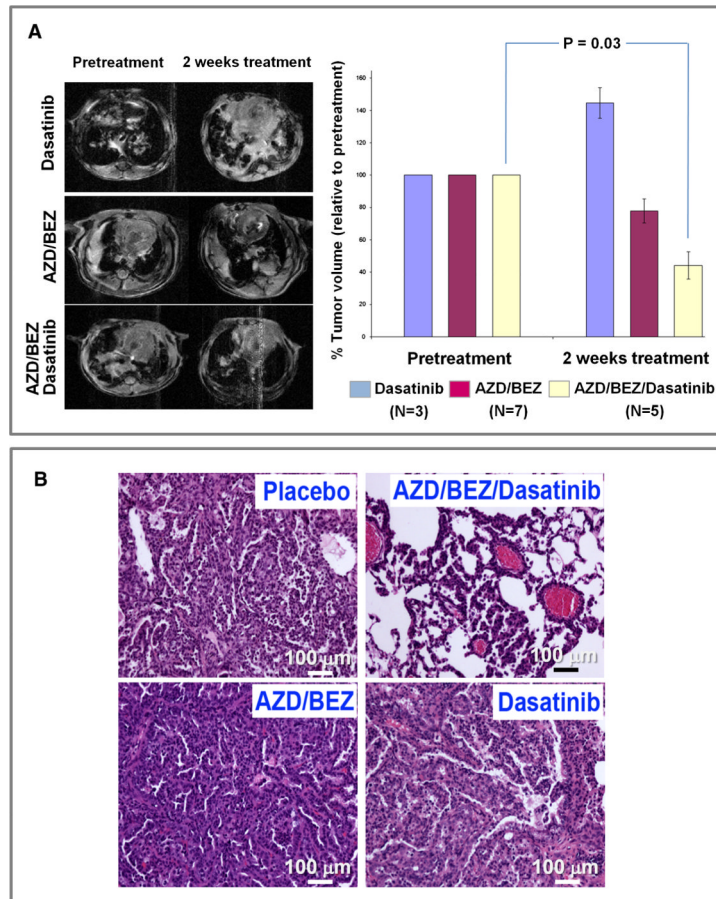 A
Pretreatment 2 weeks treatment
Dasatinib
AZD/BEZ
AZD/BEZ
Dasatinib
P = 0.03
% Tumor volume (relative to pretreatment)
160
140
120
100
80
60
40
20
0
Pretreatment 2 weeks treatment
Dasatinib AZD/BEZ AZD/BEZ/Dasatinib
(N=3) (N=7) (N=5)
B
Placebo
100 μm
AZD/BEZ/Dasatinib
100 μm
AZD/BEZ
100 μm
Dasatinib
100 μm